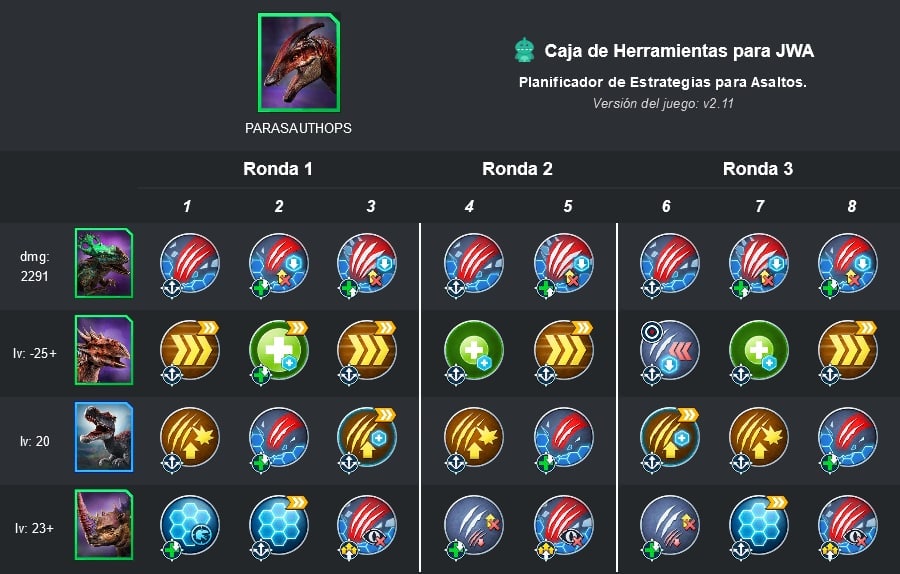 Caja de Herramientas para JWA
Planificador de Estrategias para Asaltos.
Versión del juego: v2.11
PARASAUTHOPS
Ronda 1 Ronda 2 Ronda 3
1 2 3 4 5 6 7 8
dmg:
2291
lv: -25+
lv: 20
lv: 23+